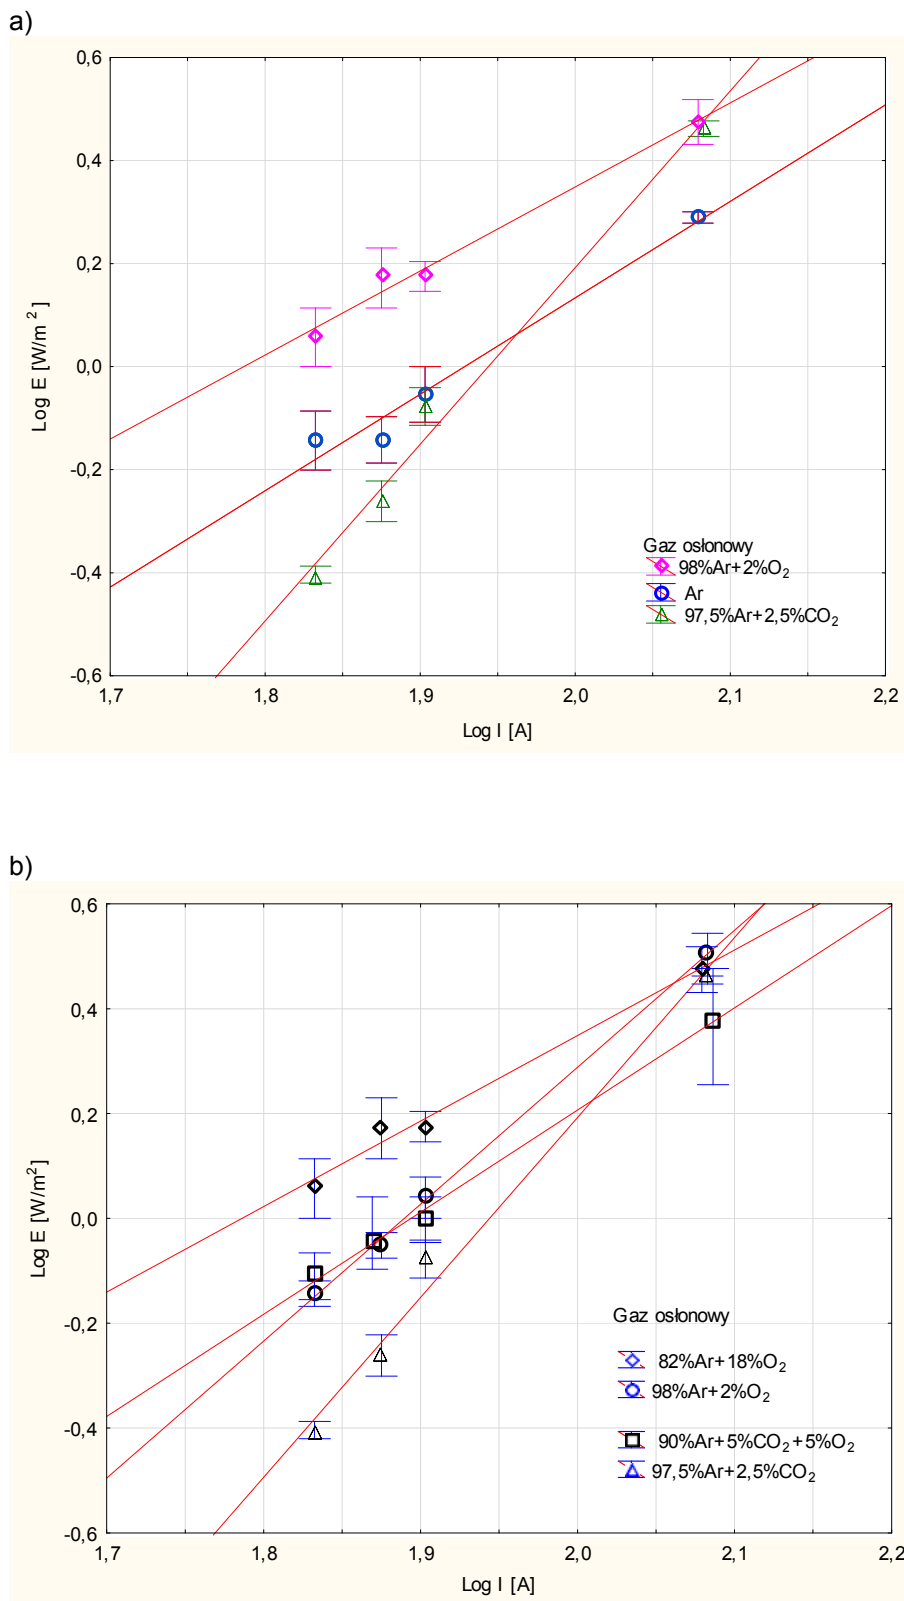 a)
0,6
0,4
0,2
0,0
-0,2
-0,4
-0,6
Log E [W/m²]
1,7 1,8 1,9 2,0 2,1 2,2
Log I [A]
Gaz osłonowy
98%Ar+2%O₂
Ar
97,5%Ar+2,5%CO₂
b)
0,6
0,4
0,2
0,0
-0,2
-0,4
-0,6
Log E [W/m²]
1,7 1,8 1,9 2,0 2,1 2,2
Log I [A]
Gaz osłonowy
82%Ar+18%O₂
98%Ar+2%O₂
90%Ar+5%CO₂+5%O₂
97,5%Ar+2,5%CO₂